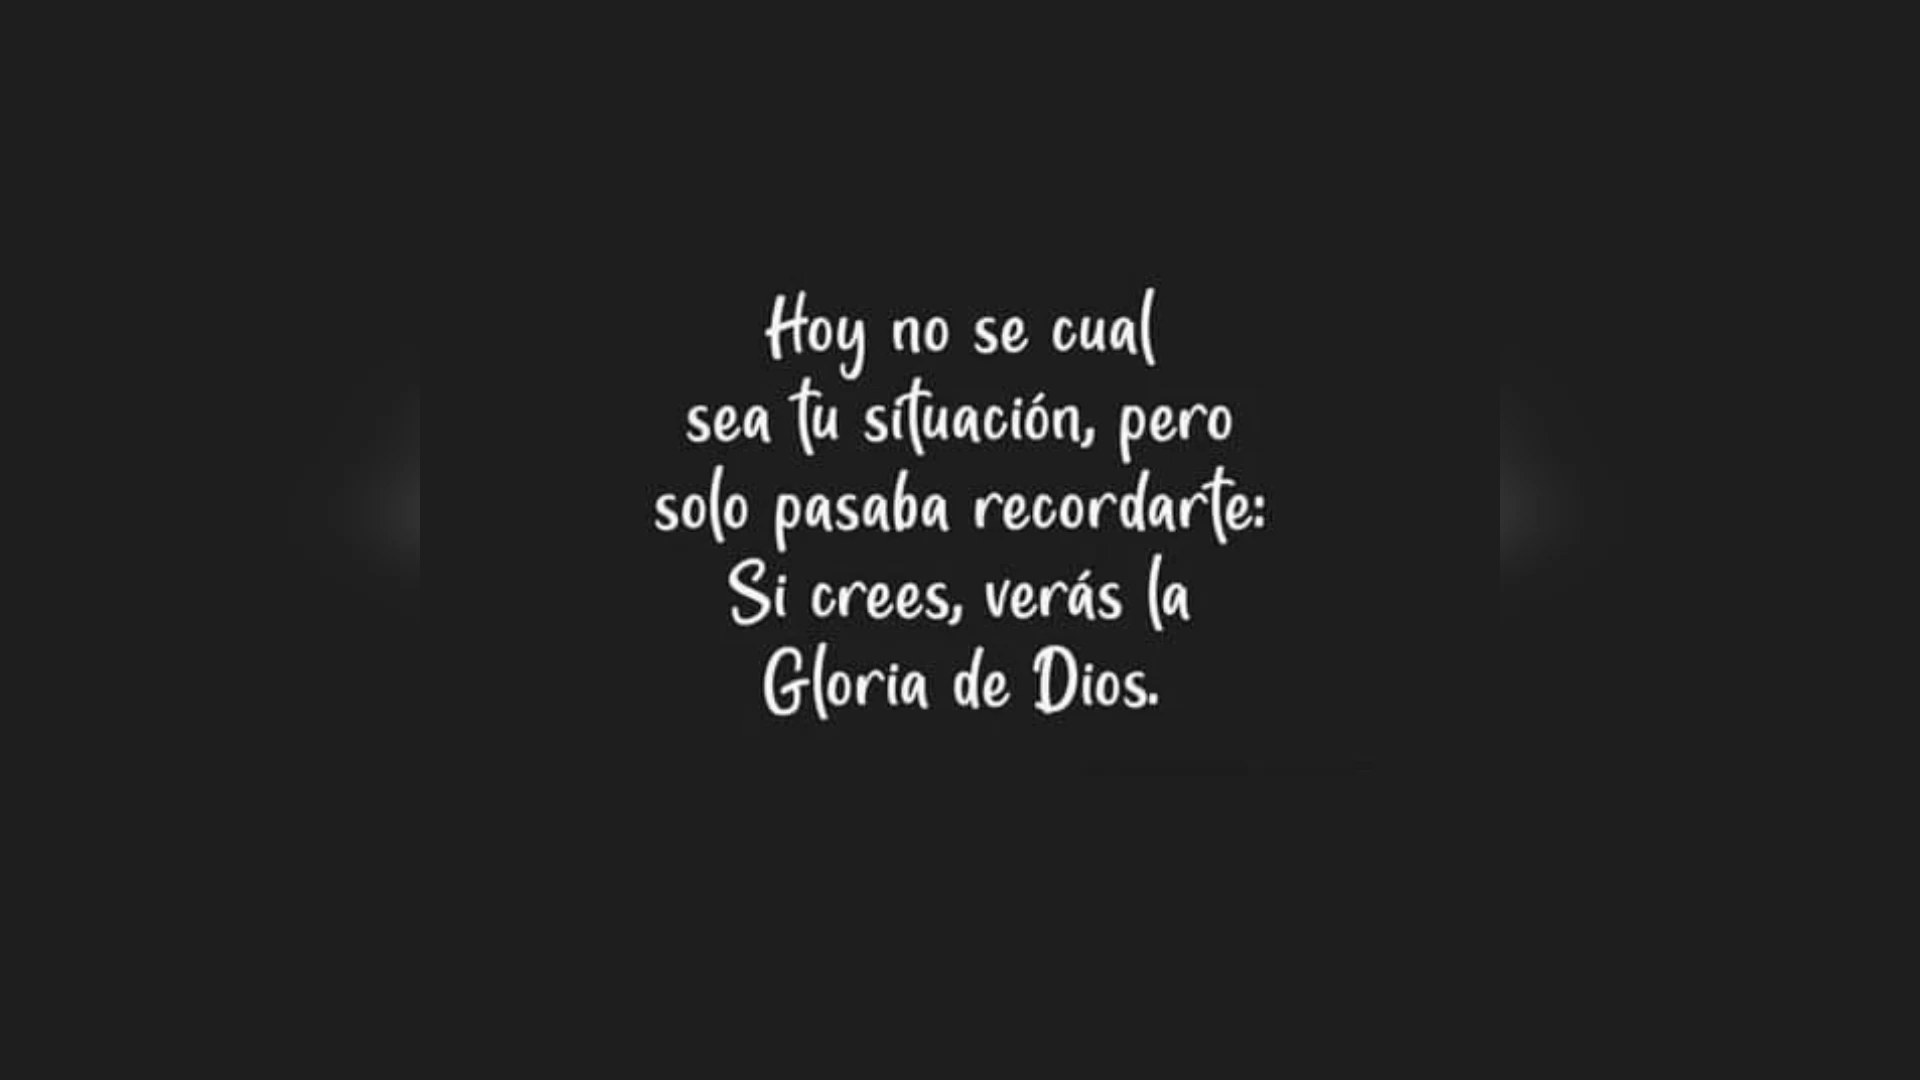 Hoy no se cual
sea tu situación, pero
solo pasaba recordarte:
Si crees, verás la
Gloria de Dios.